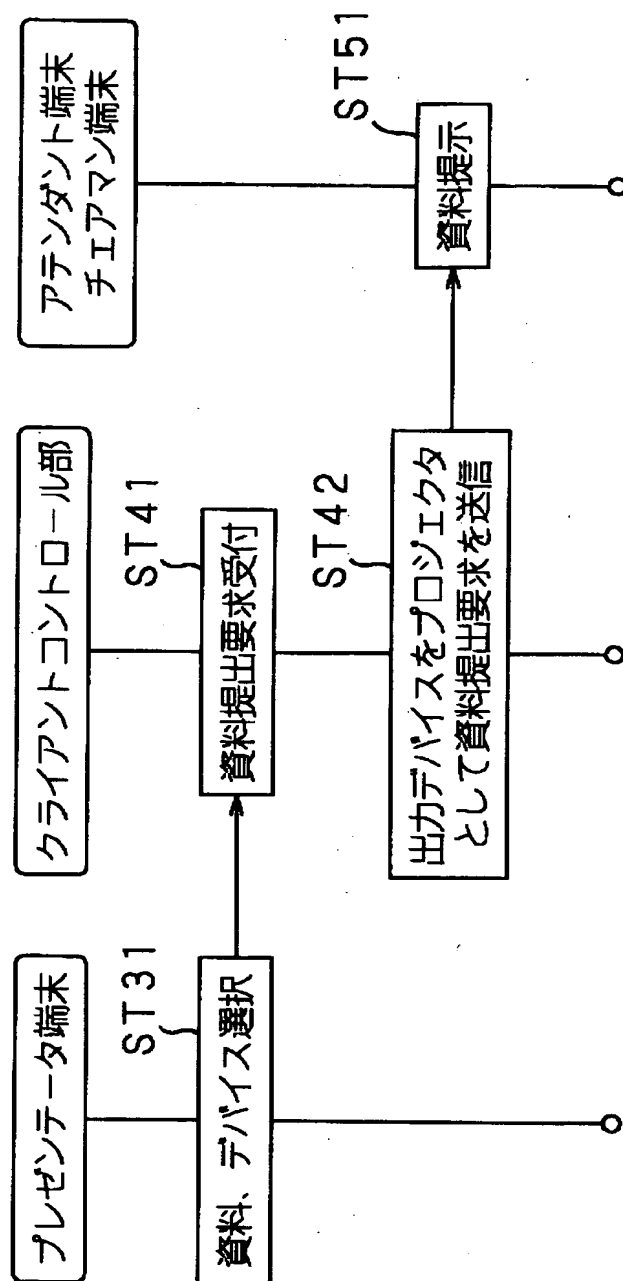 プレゼンテータ端末
ST31
資料、デバイス選択
クライアントコントロール部
ST41
資料提出要求受付
ST42
出力デバイスをプロジェクタ
として資料提出要求を送信
アテンダント端末
チェアマン端末
ST51
資料提示